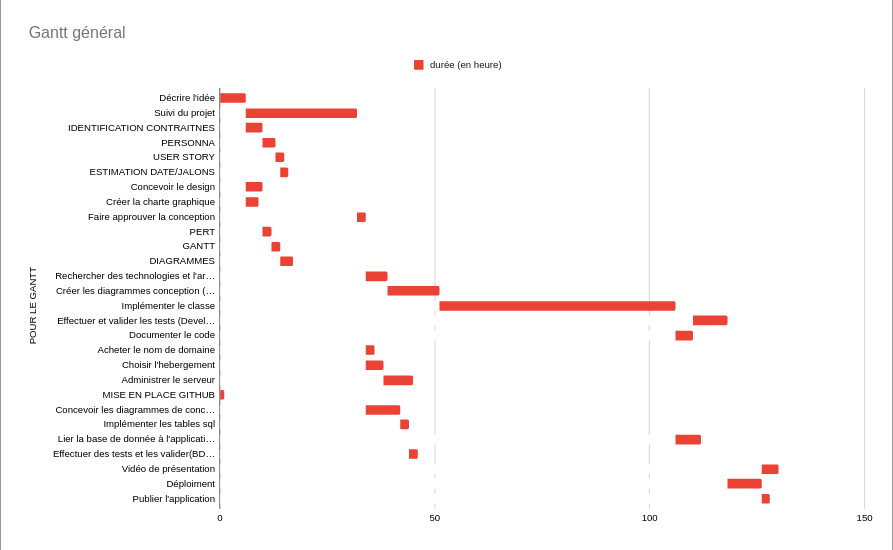 Gantt général
durée (en heure)
POUR LE GANTT
Décrire l'idée
Suivi du projet
IDENTIFICATION CONTRAITNES
PERSONNA
USER STORY
ESTIMATION DATE/JALONS
Concevoir le design
Créer la charte graphique
Faire approuver la conception
PERT
GANTT
DIAGRAMMES
Rechercher des technologies et l'ar…
Créer les diagrammes conception (…
Implémenter le classe
Effectuer et valider les tests (Devel…
Documenter le code
Acheter le nom de domaine
Choisir l'hebergement
Administrer le serveur
MISE EN PLACE GITHUB
Concevoir les diagrammes de conc…
Implémenter les tables sql
Lier la base de donnée à l'applicati…
Effectuer des tests et les valider(BD…
Vidéo de présentation
Déploiment
Publier l'application
0 50 100 150